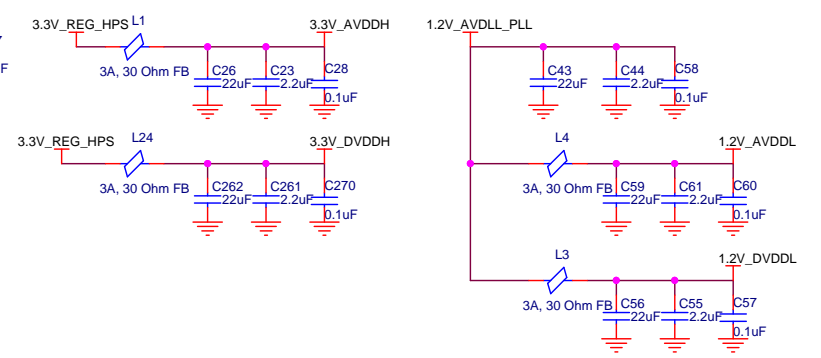 3.3V_REG_HPS
L1
3.3V_AVDDH
3A, 30 Ohm FB
C26
22uF
C23
2.2uF
C28
0.1uF
F
3.3V_REG_HPS
L24
3.3V_DVDDH
3A, 30 Ohm FB
C262
22uF
C261
2.2uF
C270
0.1uF
1.2V_AVDLL_PLL
C43
22uF
C44
2.2uF
C58
0.1uF
L4
1.2V_AVDDL
3A, 30 Ohm FB
C59
22uF
C61
2.2uF
C60
0.1uF
L3
1.2V_DVDDL
3A, 30 Ohm FB
C56
22uF
C55
2.2uF
C57
0.1uF